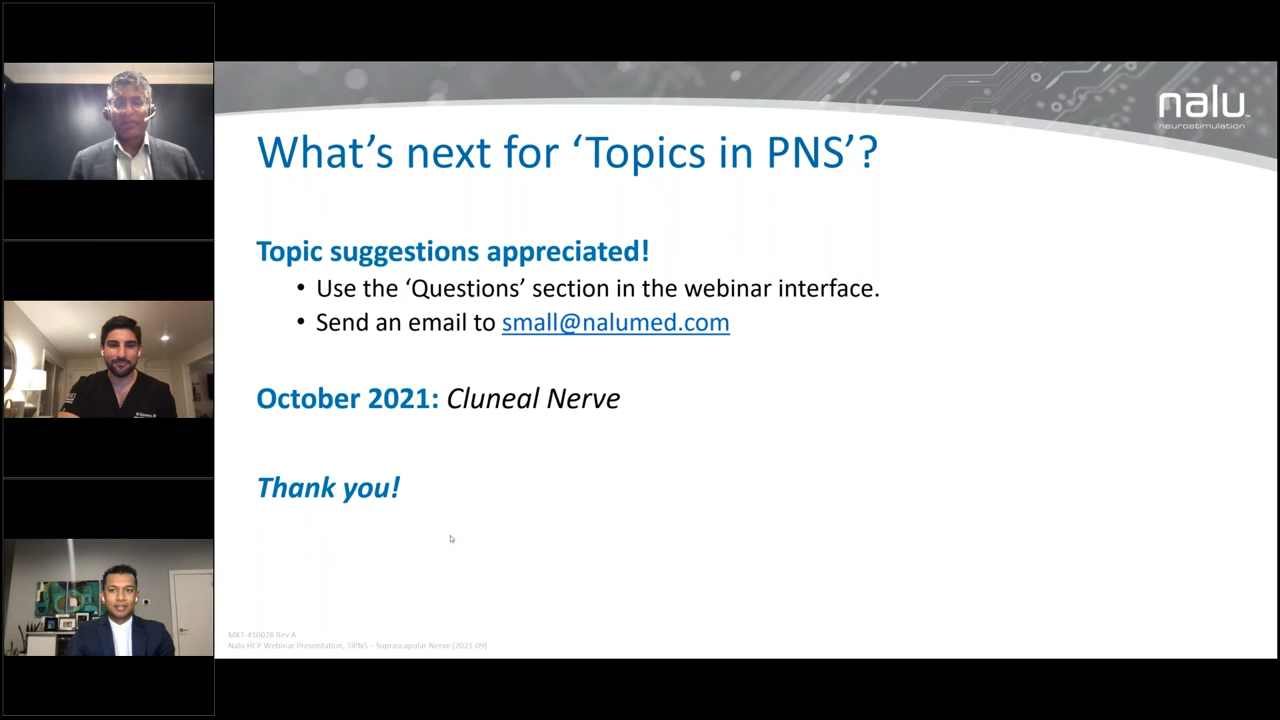 nalu
neurostimulation
What’s next for ‘Topics in PNS’?
Topic suggestions appreciated!
• Use the ‘Questions’ section in the webinar interface.
• Send an email to small@nalumed.com
October 2021: Cluneal Nerve
Thank you!
MKT-410028 Rev A
Nalu HCP Webinar Presentation, TiPNS – Suprascapular Nerve (2021-09)